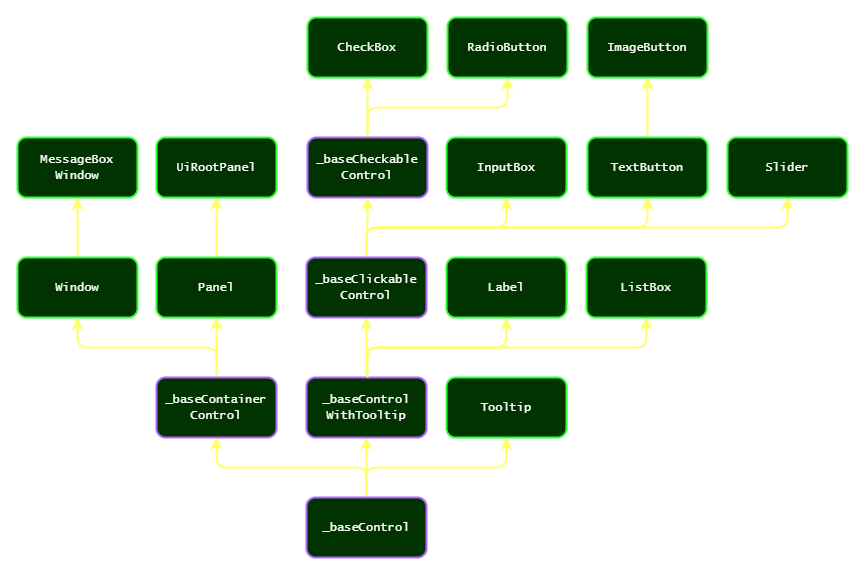 CheckBox
RadioButton
ImageButton
MessageBox
Window
UiRootPanel
_baseCheckable
Control
InputBox
TextButton
Slider
Window
Panel
_baseClickable
Control
Label
ListBox
_baseContainer
Control
_baseControl
WithTooltip
Tooltip
_baseControl